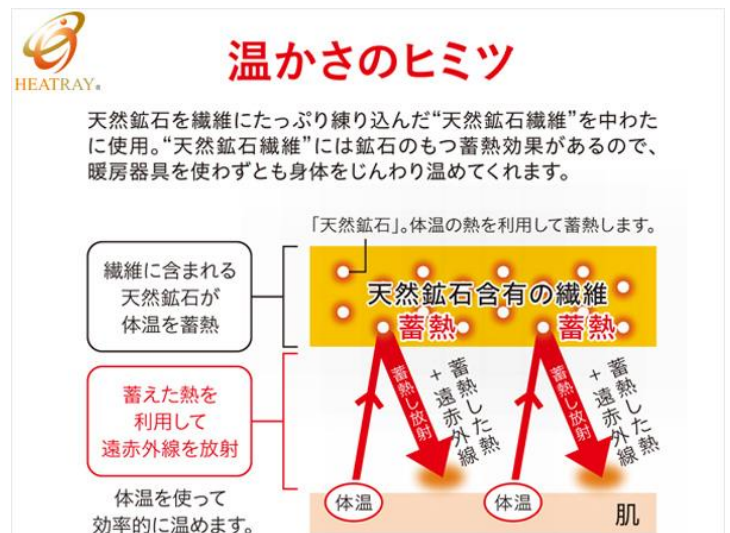 HEATRAY®
温かさのヒミツ
天然鉱石を繊維にたっぷり練り込んだ“天然鉱石繊維”を中わた
に使用。“天然鉱石繊維”には鉱石のもつ蓄熱効果があるので、
暖房器具を使わずとも身体をじんわり温めてくれます。
「天然鉱石」。体温の熱を利用して蓄熱します。
繊維に含まれる
天然鉱石が
体温を蓄熱
天然鉱石含有の繊維
蓄熱
蓄熱
蓄えた熱を
利用して
遠赤外線を放射
蓄熱し放射
蓄熱した熱
+遠赤外線
蓄熱し放射
蓄熱した熱
+遠赤外線
体温
体温
肌
体温を使って
効率的に温めます。